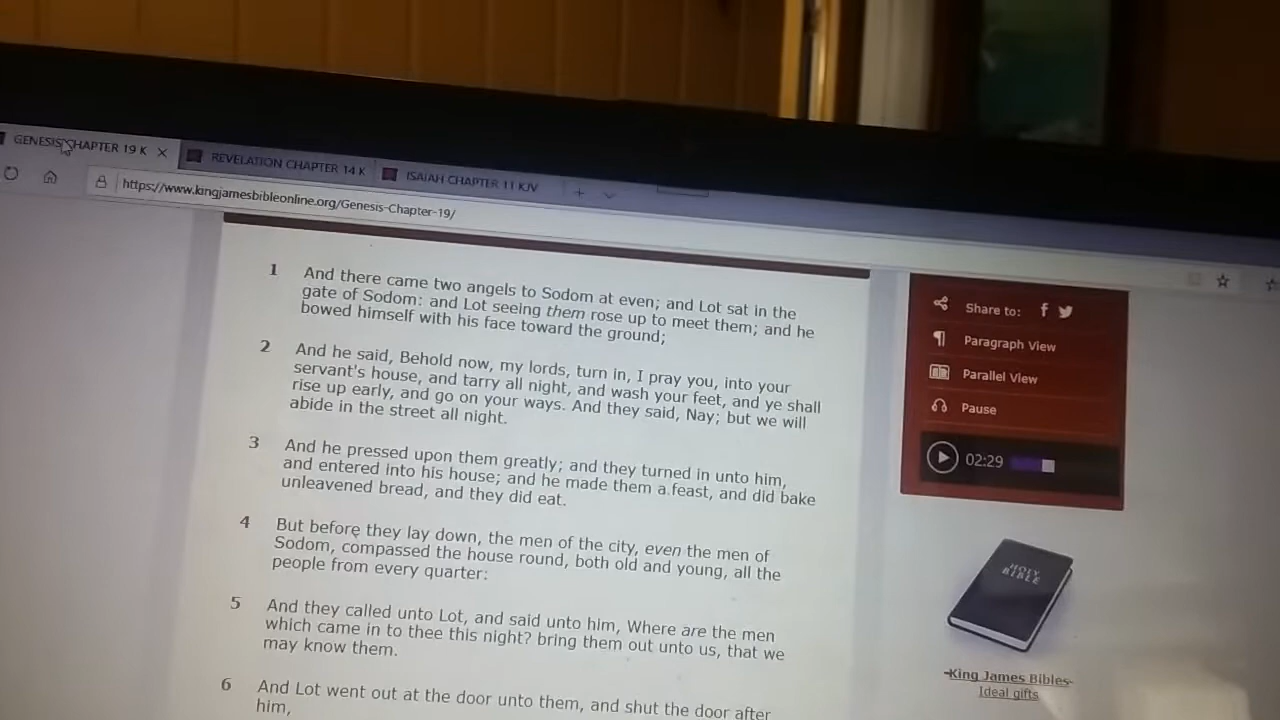 GENESIS CHAPTER 19 K
REVELATION CHAPTER 14 K
ISAIAH CHAPTER 11 KJV
https://www.kingjamesbibleonline.org/Genesis-Chapter-19/
1 And there came two angels to Sodom at even; and Lot sat in the
gate of Sodom: and Lot seeing them rose up to meet them; and he
bowed himself with his face toward the ground;
2 And he said, Behold now, my lords, turn in, I pray you, into your
servant's house, and tarry all night, and wash your feet, and ye shall
rise up early, and go on your ways. And they said, Nay; but we will
abide in the street all night.
3 And he pressed upon them greatly; and they turned in unto him,
and entered into his house; and he made them a feast, and did bake
unleavened bread, and they did eat.
4 But before they lay down, the men of the city, even the men of
Sodom, compassed the house round, both old and young, all the
people from every quarter:
5 And they called unto Lot, and said unto him, Where are the men
which came in to thee this night? bring them out unto us, that we
may know them.
6 And Lot went out at the door unto them, and shut the door after
him,
Share to:
Paragraph View
Parallel View
Pause
02:29
HOLY
BIBLE
-King James Bibles-
Ideal gifts